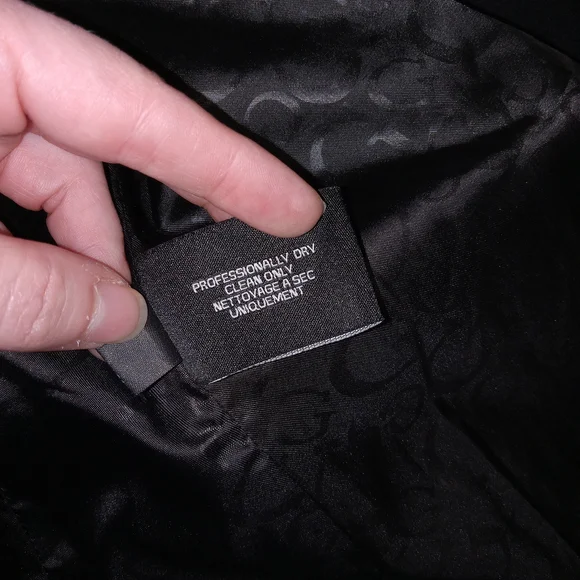 PROFESSIONALLY DRY
CLEAN ONLY
NETTOYAGE A SEC
UNIQUEMENT